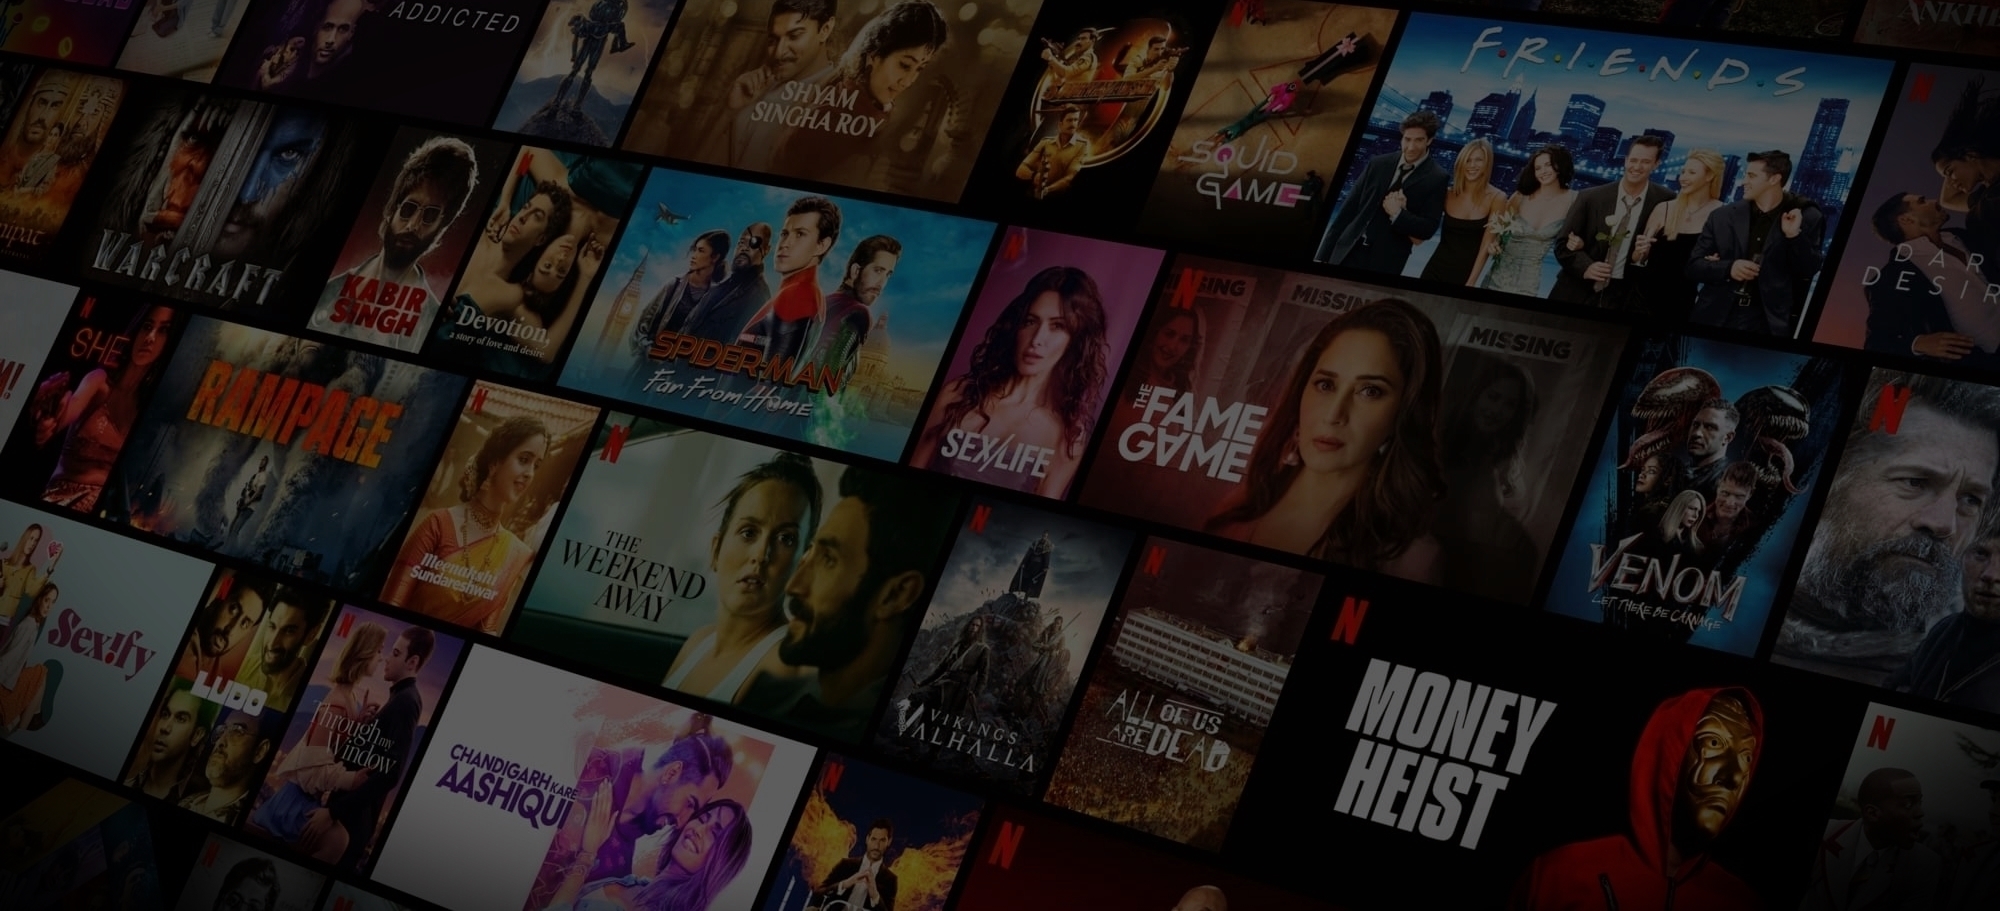 ADDICTED
SHYAM
SINGHA ROY
SQUID
GAME
F.R.I.E.N.D.S
WARCRAFT
KABIR
SINGH
Devotion,
a story of love and desire
SPIDER-MAN
Far From Home
SEX/LIFE
MISSING
MISSING
THE
FAME
GAME
SHE
RAMPAGE
Meenakshi
Sundareshwar
THE
WEEKEND
AWAY
VENOM
LET THERE BE CARNAGE
Sex!fy
LUDO
Through my
Window
CHANDIGARH KARE
AASHIQUI
VIKINGS
VALHALLA
ALL OF US
ARE DEAD
MONEY
HEIST